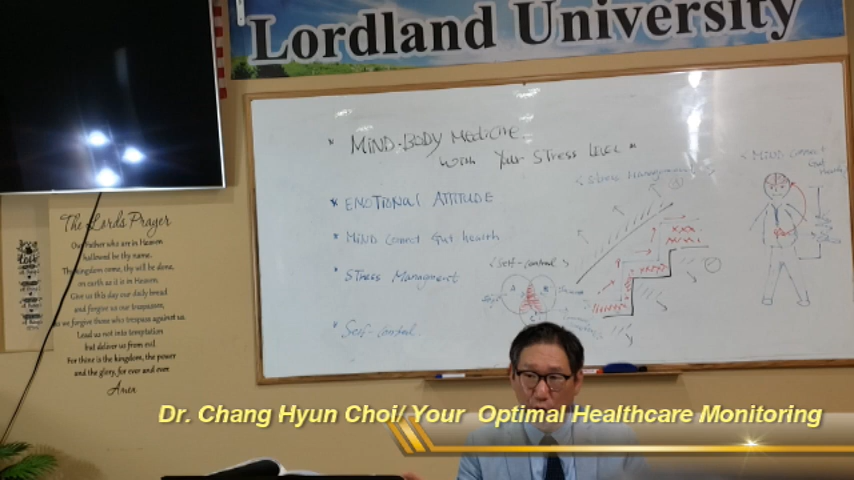 Lordland University
" MIND-BODY MEDICINE
WITH Your STress LEVEL "
* EMOTIONAL ATTITUDE
* MIND Connect Gut health
* STress Managment
* Self-control
< Stress Management >
< Self-control >
A
B
C
* MIND Connect
Gut
Health
The Lords Prayer
Our Father who are in Heaven
hallowed be thy name,
Thy kingdom come, thy will be done,
on earth as it is in Heaven,
Give us this day our daily bread
and forgive us our trespasses,
as we forgive those who trespass against us.
Lead us not into temptation
but deliver us from evil
For thine is the kingdom, the power
and the glory, for ever and ever
Amen
Dr. Chang Hyun Choi/ Your Optimal Healthcare Monitoring